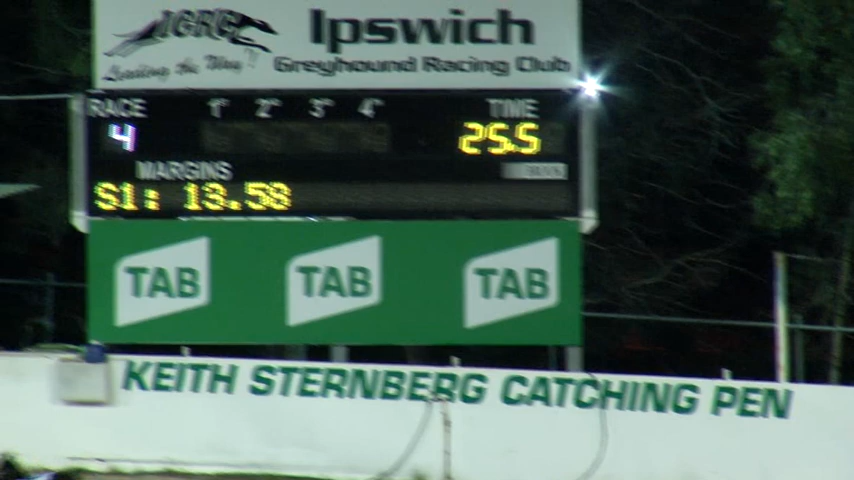 IGRC Ipswich
Leading the Way Greyhound Racing Club
RACE 1st 2nd 3rd 4th TIME
4 25.5
MARGINS
S1: 13.58
TAB TAB TAB
KEITH STERNBERG CATCHING PEN